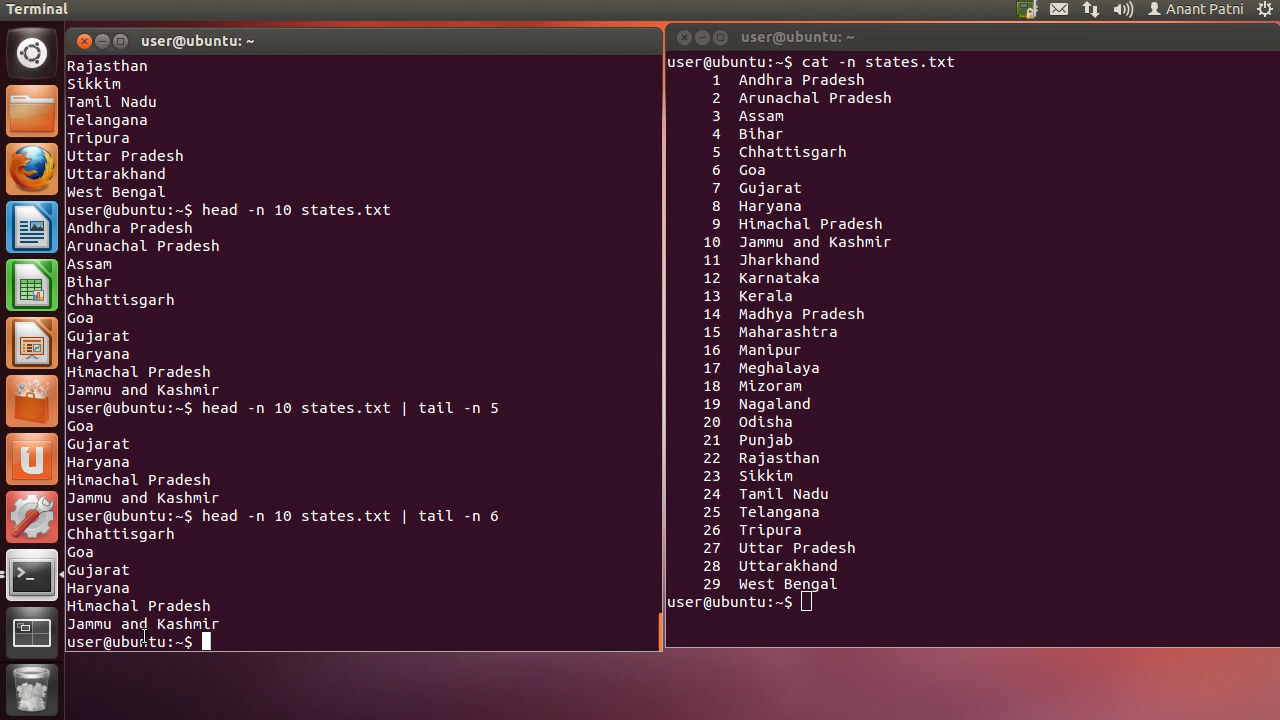 Terminal
Anant Patni
user@ubuntu: ~
Rajasthan
Sikkim
Tamil Nadu
Telangana
Tripura
Uttar Pradesh
Uttarakhand
West Bengal
user@ubuntu:~$ head -n 10 states.txt
Andhra Pradesh
Arunachal Pradesh
Assam
Bihar
Chhattisgarh
Goa
Gujarat
Haryana
Himachal Pradesh
Jammu and Kashmir
user@ubuntu:~$ head -n 10 states.txt | tail -n 5
Goa
Gujarat
Haryana
Himachal Pradesh
Jammu and Kashmir
user@ubuntu:~$ head -n 10 states.txt | tail -n 6
Chhattisgarh
Goa
Gujarat
Haryana
Himachal Pradesh
Jammu and Kashmir
user@ubuntu:~$
user@ubuntu: ~
user@ubuntu:~$ cat -n states.txt
1 Andhra Pradesh
2 Arunachal Pradesh
3 Assam
4 Bihar
5 Chhattisgarh
6 Goa
7 Gujarat
8 Haryana
9 Himachal Pradesh
10 Jammu and Kashmir
11 Jharkhand
12 Karnataka
13 Kerala
14 Madhya Pradesh
15 Maharashtra
16 Manipur
17 Meghalaya
18 Mizoram
19 Nagaland
20 Odisha
21 Punjab
22 Rajasthan
23 Sikkim
24 Tamil Nadu
25 Telangana
26 Tripura
27 Uttar Pradesh
28 Uttarakhand
29 West Bengal
user@ubuntu:~$